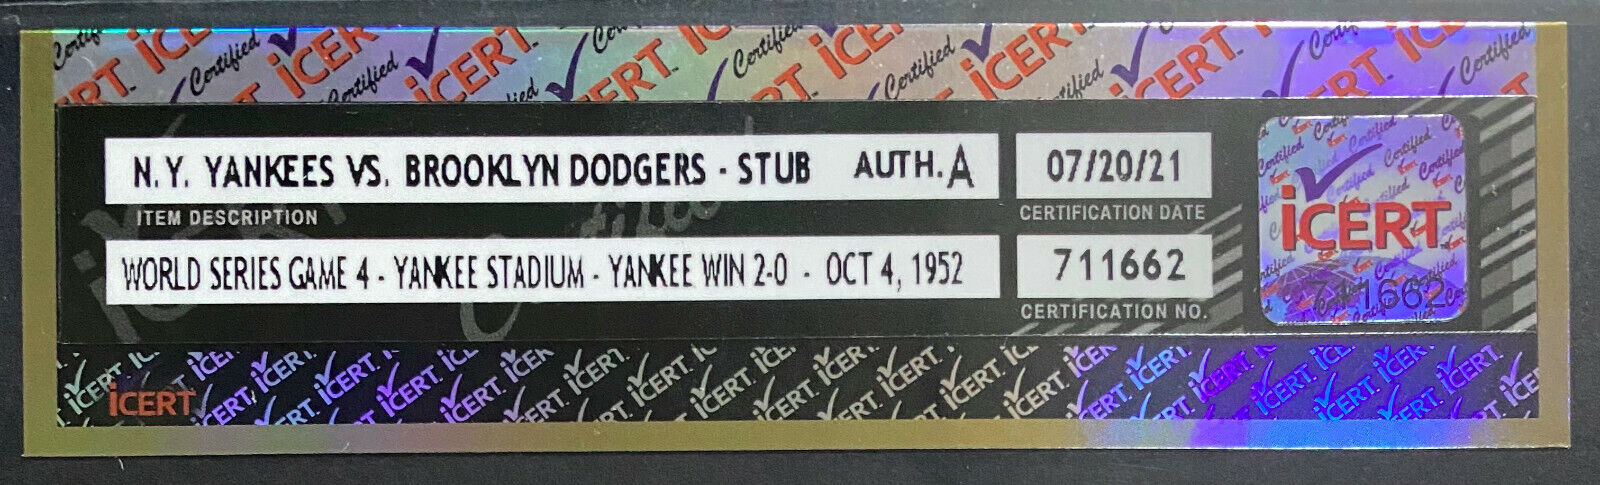 N.Y. YANKEES VS. BROOKLYN DODGERS - STUB AUTH. A
ITEM DESCRIPTION
WORLD SERIES GAME 4 - YANKEE STADIUM - YANKEE WIN 2-0 - OCT 4, 1952
07/20/21
CERTIFICATION DATE
711662
CERTIFICATION NO.
iCERT
711662
iCERT